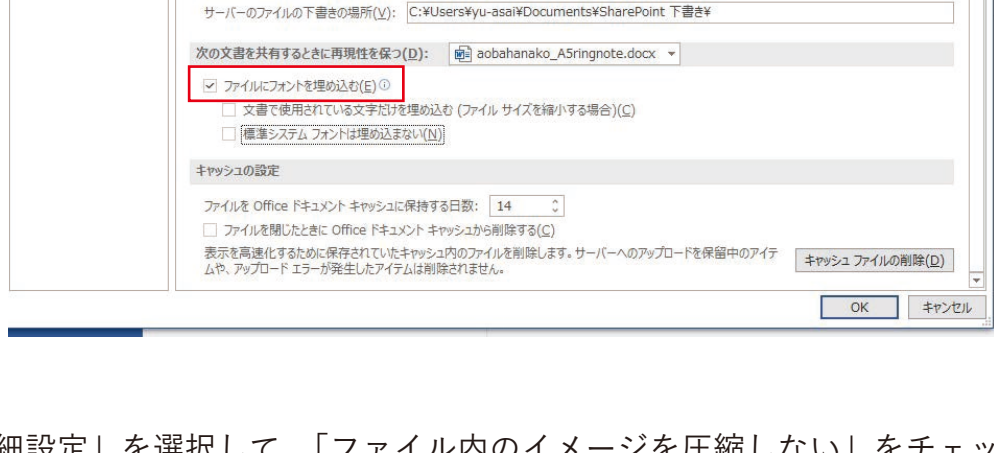 サーバーのファイルの下書きの場所(V): C:¥Users¥yu-asai¥Documents¥SharePoint 下書き¥
次の文書を共有するときに再現性を保つ(D): aobahanako_A5ringnote.docx
ファイルにフォントを埋め込む(E)
文書で使用されている文字だけを埋め込む (ファイル サイズを縮小する場合)(C)
標準システム フォントは埋め込まない(N)
キャッシュの設定
ファイルを Office ドキュメント キャッシュに保持する日数: 14
ファイルを閉じたときに Office ドキュメント キャッシュから削除する(C)
表示を高速化するために保存されていたキャッシュ内のファイルを削除します。サーバーへのアップロードを保留中のアイテ
ムや、アップロード エラーが発生したアイテムは削除されません。
キャッシュ ファイルの削除(D)
OK キャンセル
細設定」を選択して、「ファイル内のイメージを圧縮しない」をチェッ